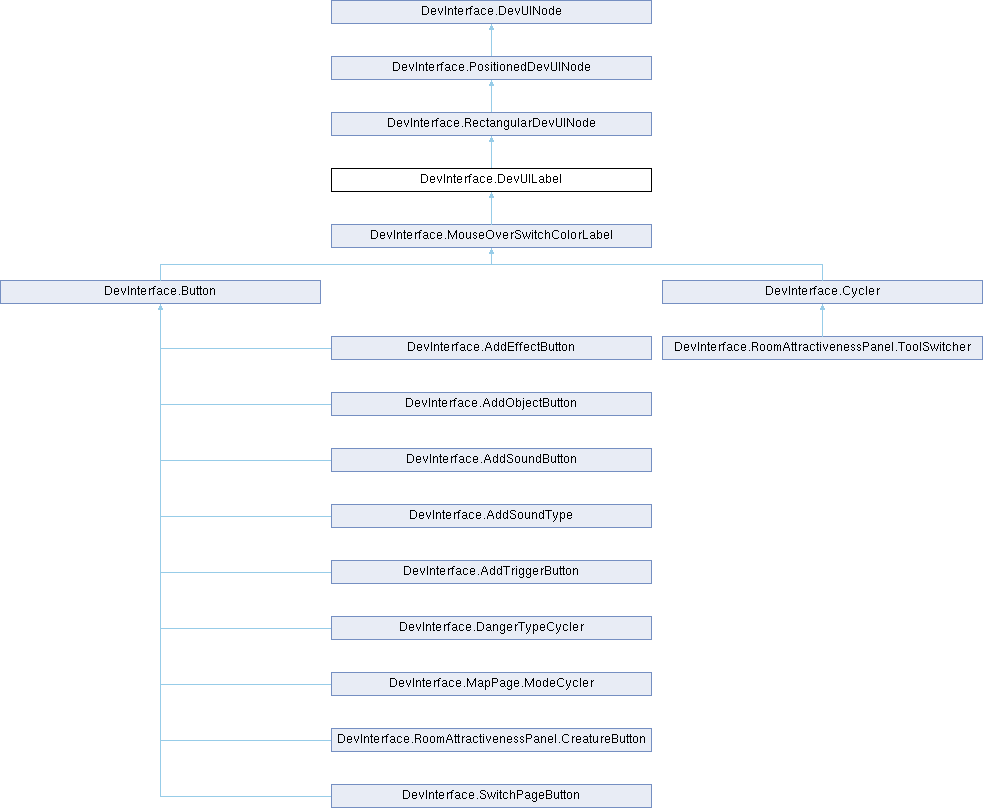 DevInterface.DevUINode
DevInterface.PositionedDevUINode
DevInterface.RectangularDevUINode
DevInterface.DevUILabel
DevInterface.MouseOverSwitchColorLabel
DevInterface.Button
DevInterface.Cycler
DevInterface.AddEffectButton
DevInterface.RoomAttractivenessPanel.ToolSwitcher
DevInterface.AddObjectButton
DevInterface.AddSoundButton
DevInterface.AddSoundType
DevInterface.AddTriggerButton
DevInterface.DangerTypeCycler
DevInterface.MapPage.ModeCycler
DevInterface.RoomAttractivenessPanel.CreatureButton
DevInterface.SwitchPageButton